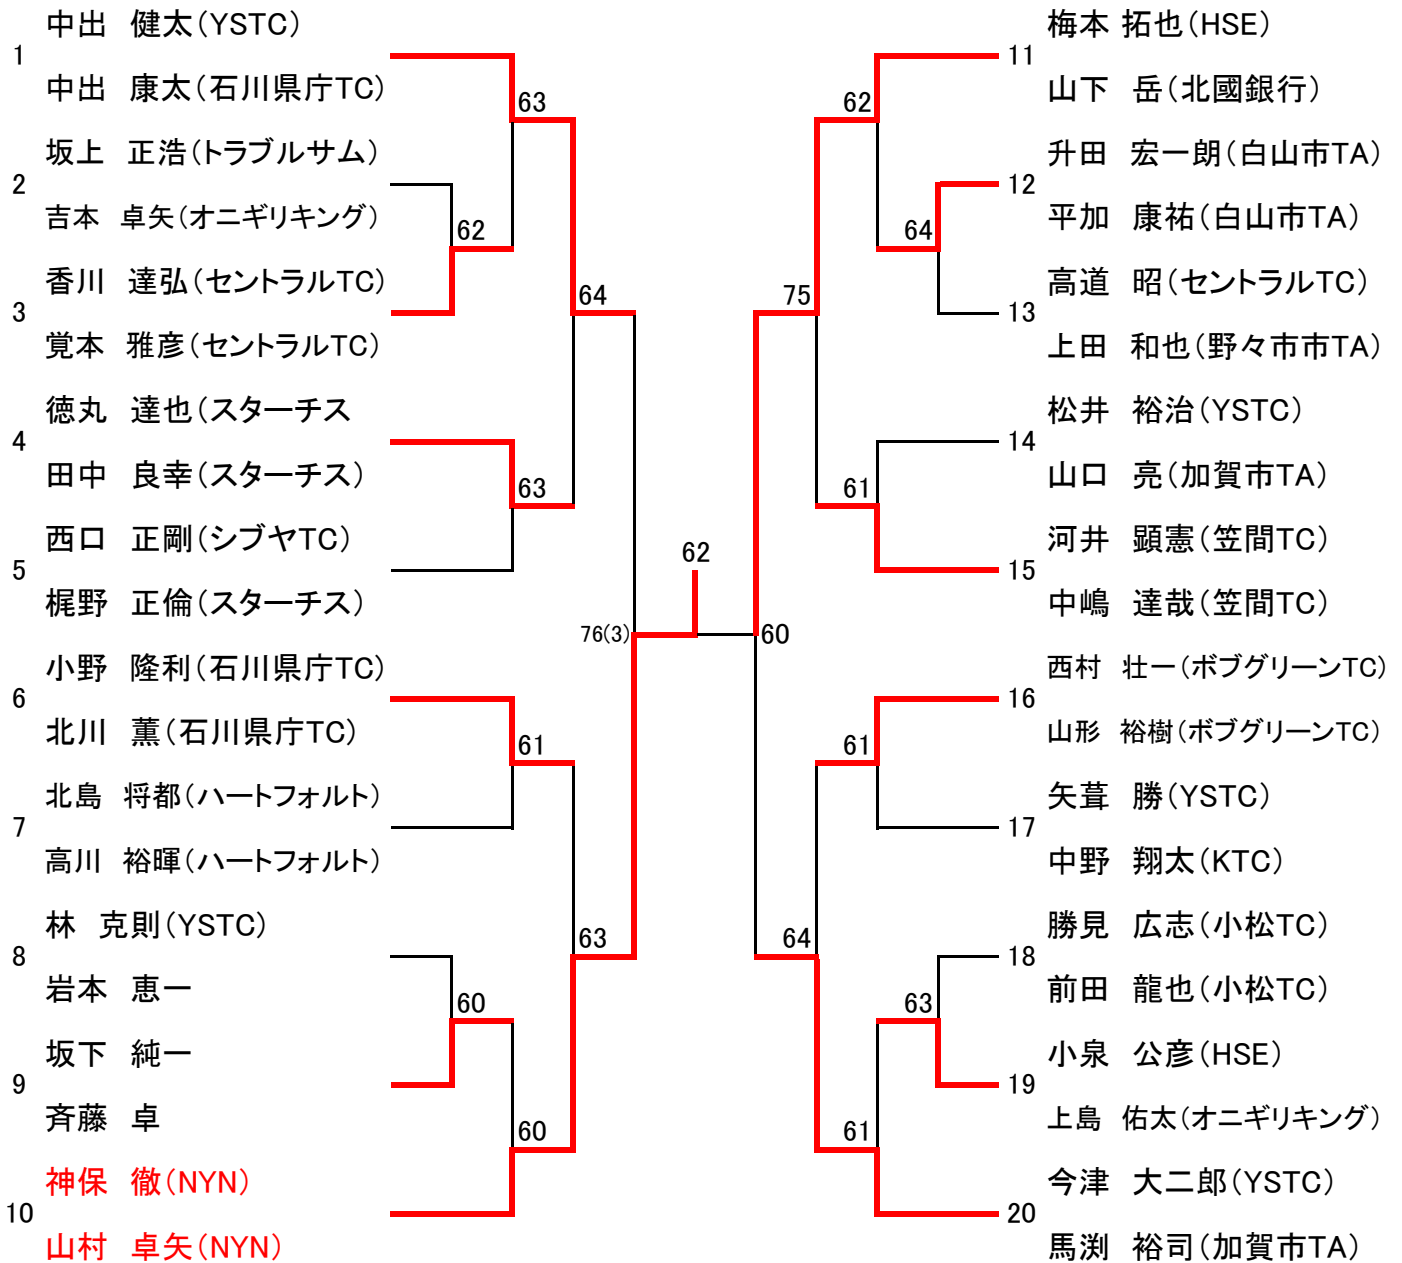 中出　健太(YSTC)
1
中出　康太(石川県庁TC)
63
坂上　正浩(トラブルサム)
2
吉本　卓矢(オニギリキング)
62
香川　達弘(セントラルTC)
64
3
覚本　雅彦(セントラルTC)
徳丸　達也(スターチス
4
田中　良幸(スターチス)
63
西口　正剛(シブヤTC)
5
梶野　正倫(スターチス)
76(3)
小野　隆利(石川県庁TC)
6
北川　薫(石川県庁TC)
61
北島　将都(ハートフォルト)
7
高川　裕暉(ハートフォルト)
林　克則(YSTC)
63
8
岩本　恵一
60
坂下　純一
9
斉藤　卓
60
神保　徹(NYN)
10
山村　卓矢(NYN)
62
梅本 拓也(HSE)
11
山下　岳(北國銀行)
62
升田　宏一朗(白山市TA)
12
平加　康祐(白山市TA)
64
高道　昭(セントラルTC)
75
13
上田　和也(野々市市TA)
松井　裕治(YSTC)
14
山口　亮(加賀市TA)
61
河井　顕憲(笠間TC)
15
中嶋　達哉(笠間TC)
60
西村　壮一(ボブグリーンTC)
16
山形　裕樹(ボブグリーンTC)
61
矢葺　勝(YSTC)
17
中野　翔太(KTC)
勝見　広志(小松TC)
64
18
前田　龍也(小松TC)
63
小泉　公彦(HSE)
19
上島　佑太(オニギリキング)
61
今津　大二郎(YSTC)
20
馬渕　裕司(加賀市TA)